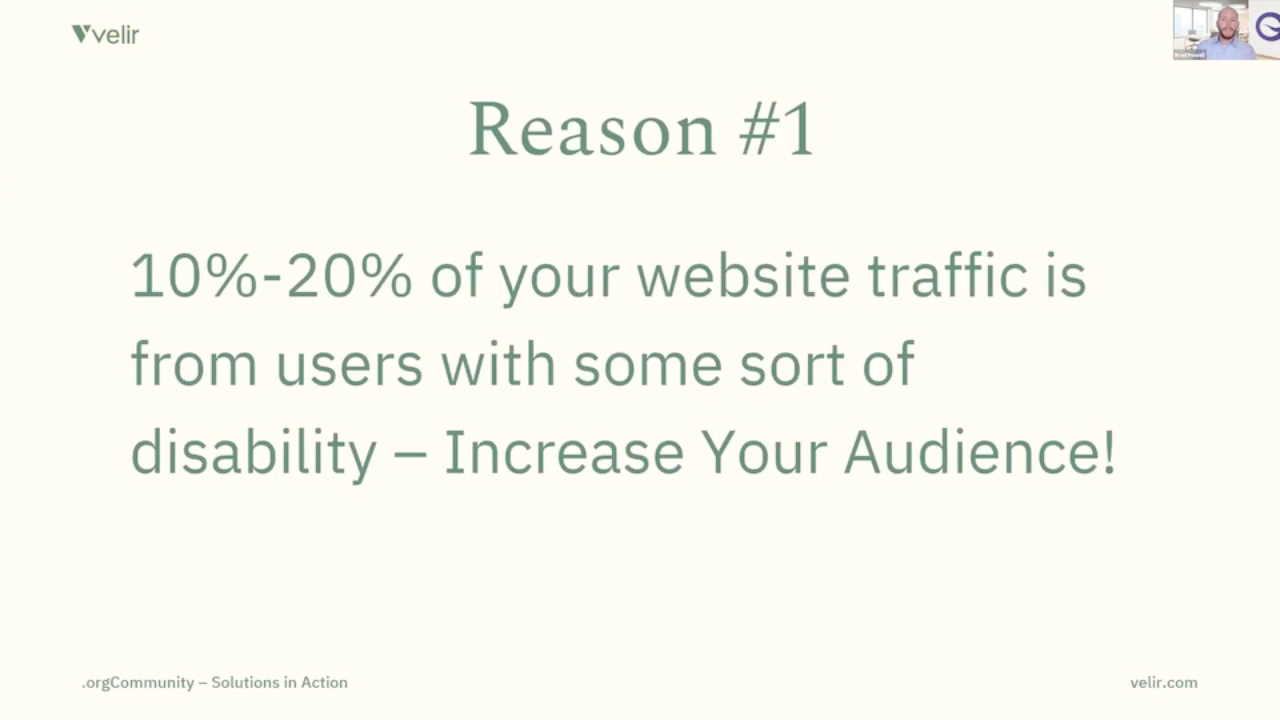 velir
Reason #1
10%-20% of your website traffic is
from users with some sort of
disability – Increase Your Audience!
.orgCommunity – Solutions in Action
velir.com